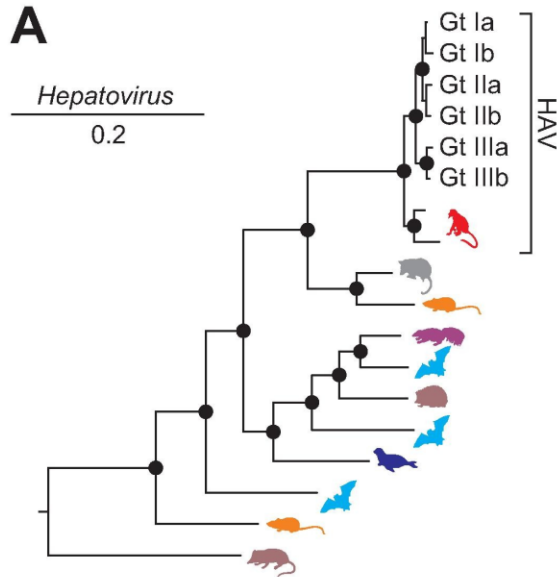 A
Gt Ia
Gt Ib
Gt IIa
Gt IIb
Gt IIIa
Gt IIIb
HAV
Hepatovirus
0.2